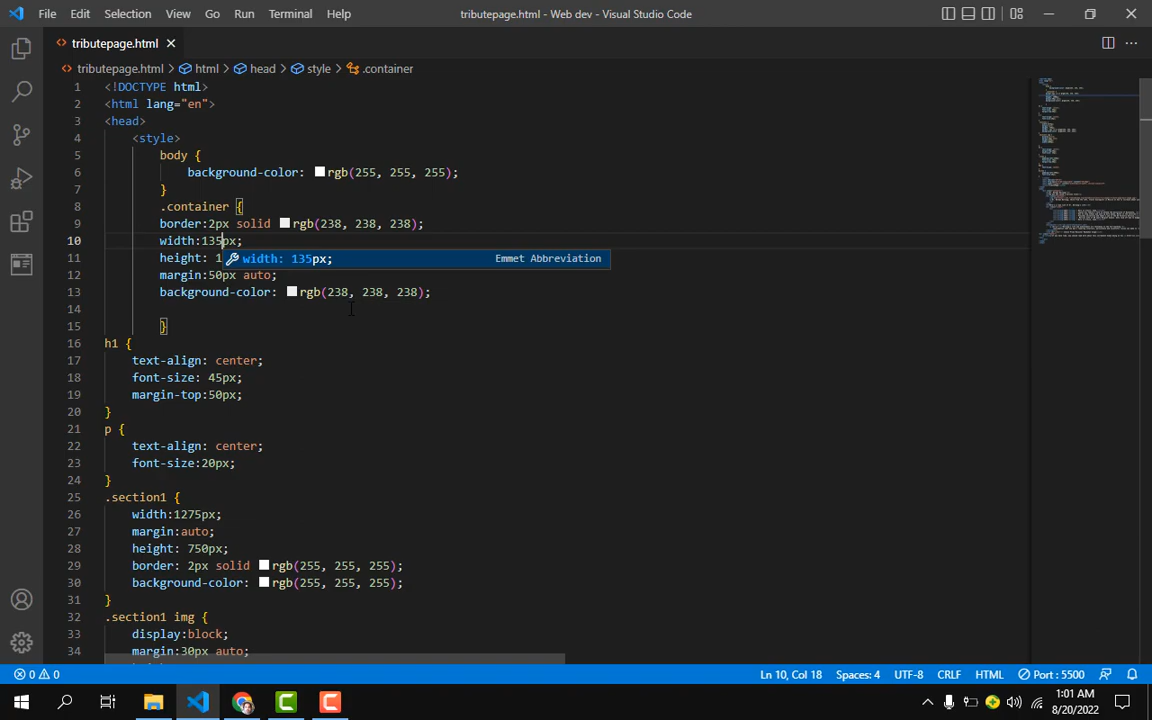 File Edit Selection View Go Run Terminal Help tributepage.html - Web dev - Visual Studio Code
tributepage.html
tributepage.html > html > head > style > .container
1 <!DOCTYPE html>
2 <html lang="en">
3 <head>
4 <style>
5 body {
6 background-color: rgb(255, 255, 255);
7 }
8 .container {
9 border:2px solid rgb(238, 238, 238);
10 width:135px;
11 height: 1
width: 135px; Emmet Abbreviation
12 margin:50px auto;
13 background-color: rgb(238, 238, 238);
14
15 }
16 h1 {
17 text-align: center;
18 font-size: 45px;
19 margin-top:50px;
20 }
21 p {
22 text-align: center;
23 font-size:20px;
24 }
25 .section1 {
26 width:1275px;
27 margin:auto;
28 height: 750px;
29 border: 2px solid rgb(255, 255, 255);
30 background-color: rgb(255, 255, 255);
31 }
32 .section1 img {
33 display:block;
34 margin:30px auto;
0 0 Ln 10, Col 18 Spaces: 4 UTF-8 CRLF HTML Port : 5500
1:01 AM
8/20/2022